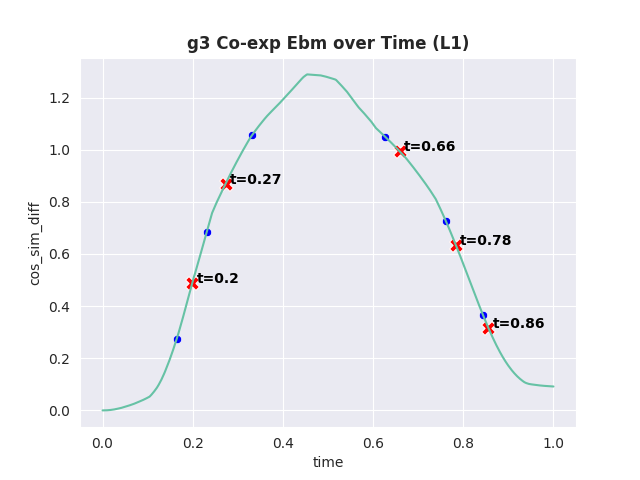 g3 Co-exp Ebm over Time (L1)
cos_sim_diff
1.2
1.0
0.8
0.6
0.4
0.2
0.0
t=0.66
t=0.27
t=0.78
t=0.2
t=0.86
0.0 0.2 0.4 0.6 0.8 1.0
time